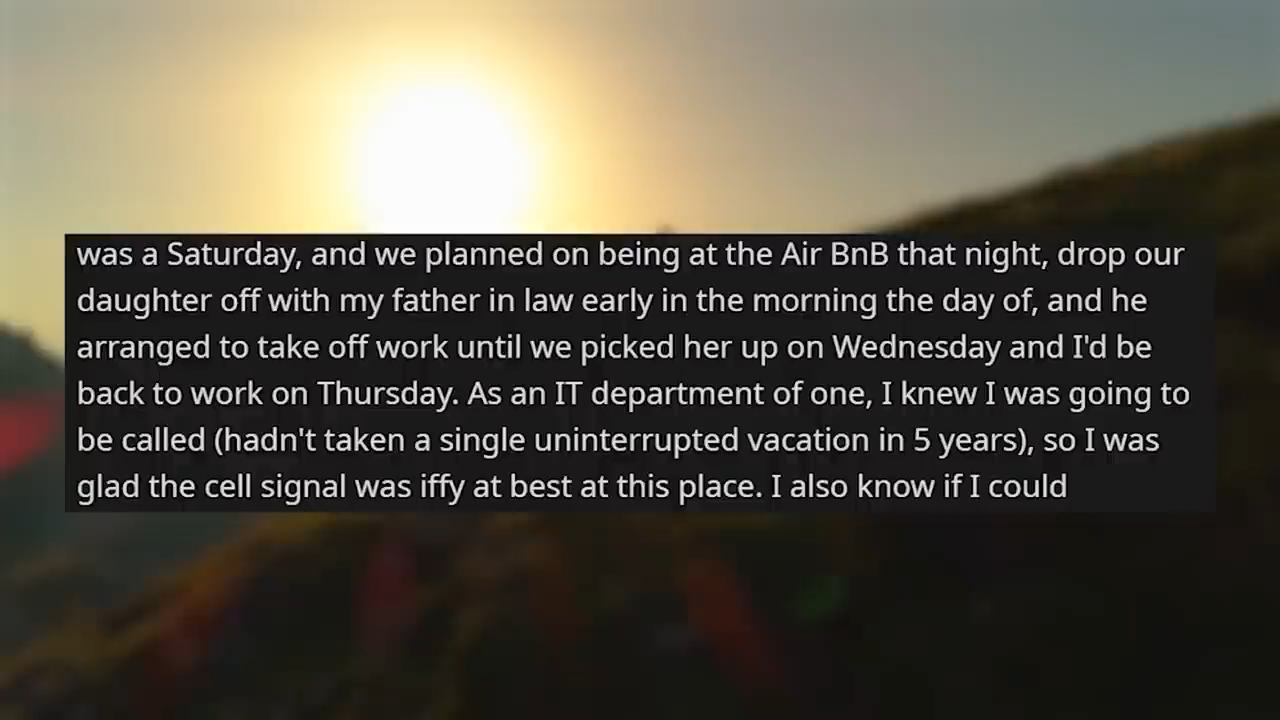 was a Saturday, and we planned on being at the Air BnB that night, drop our
daughter off with my father in law early in the morning the day of, and he
arranged to take off work until we picked her up on Wednesday and I'd be
back to work on Thursday. As an IT department of one, I knew I was going to
be called (hadn't taken a single uninterrupted vacation in 5 years), so I was
glad the cell signal was iffy at best at this place. I also know if I could